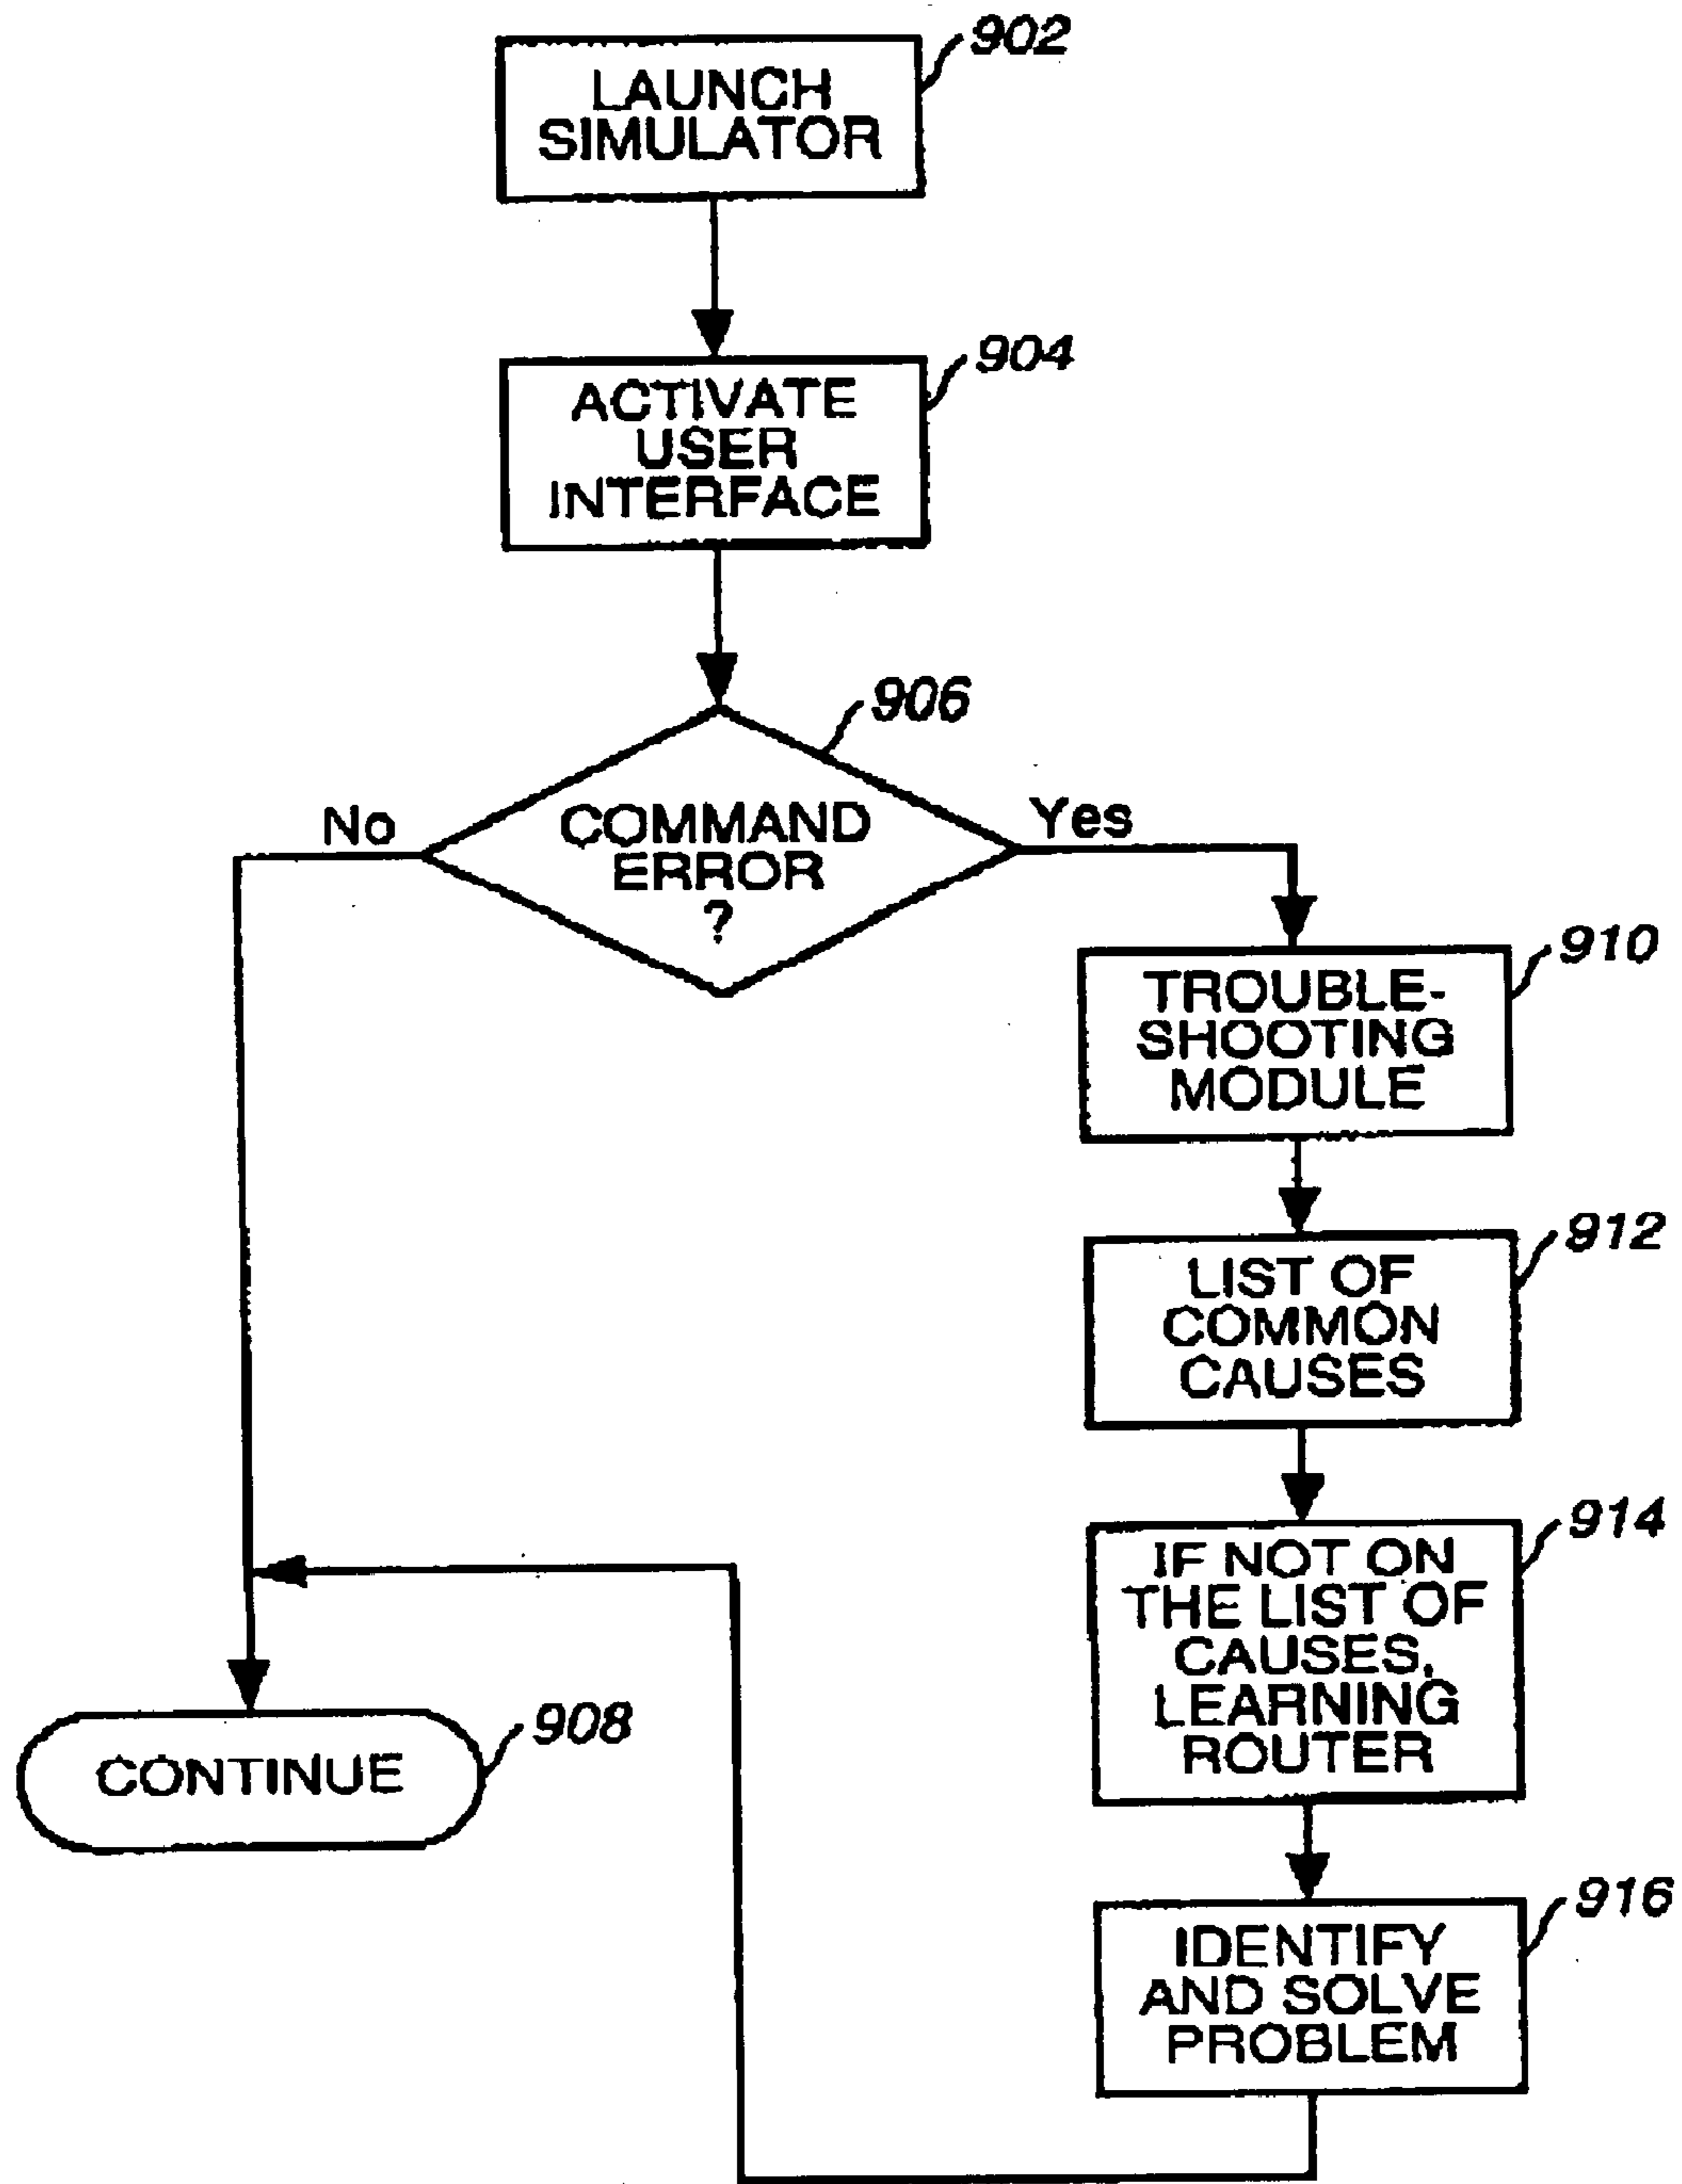 902
LAUNCH
SIMULATOR
904
ACTIVATE
USER
INTERFACE
906
COMMAND
ERROR
?
No
Yes
910
TROUBLE-
SHOOTING
MODULE
912
LIST OF
COMMON
CAUSES
914
IF NOT ON
THE LIST OF
CAUSES,
LEARNING
ROUTER
908
CONTINUE
916
IDENTIFY
AND SOLVE
PROBLEM